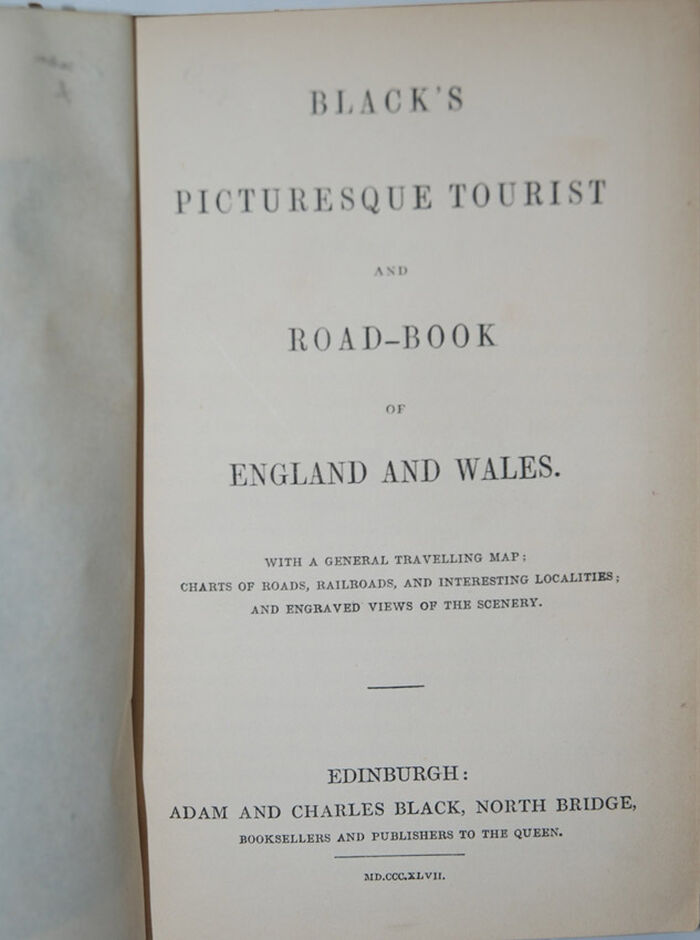 BLACK'S
PICTURESQUE TOURIST
AND
ROAD-BOOK
OF
ENGLAND AND WALES.
WITH A GENERAL TRAVELLING MAP;
CHARTS OF ROADS, RAILROADS, AND INTERESTING LOCALITIES;
AND ENGRAVED VIEWS OF THE SCENERY.
EDINBURGH:
ADAM AND CHARLES BLACK, NORTH BRIDGE,
BOOKSELLERS AND PUBLISHERS TO THE QUEEN.
MD.CCC.XLVII.